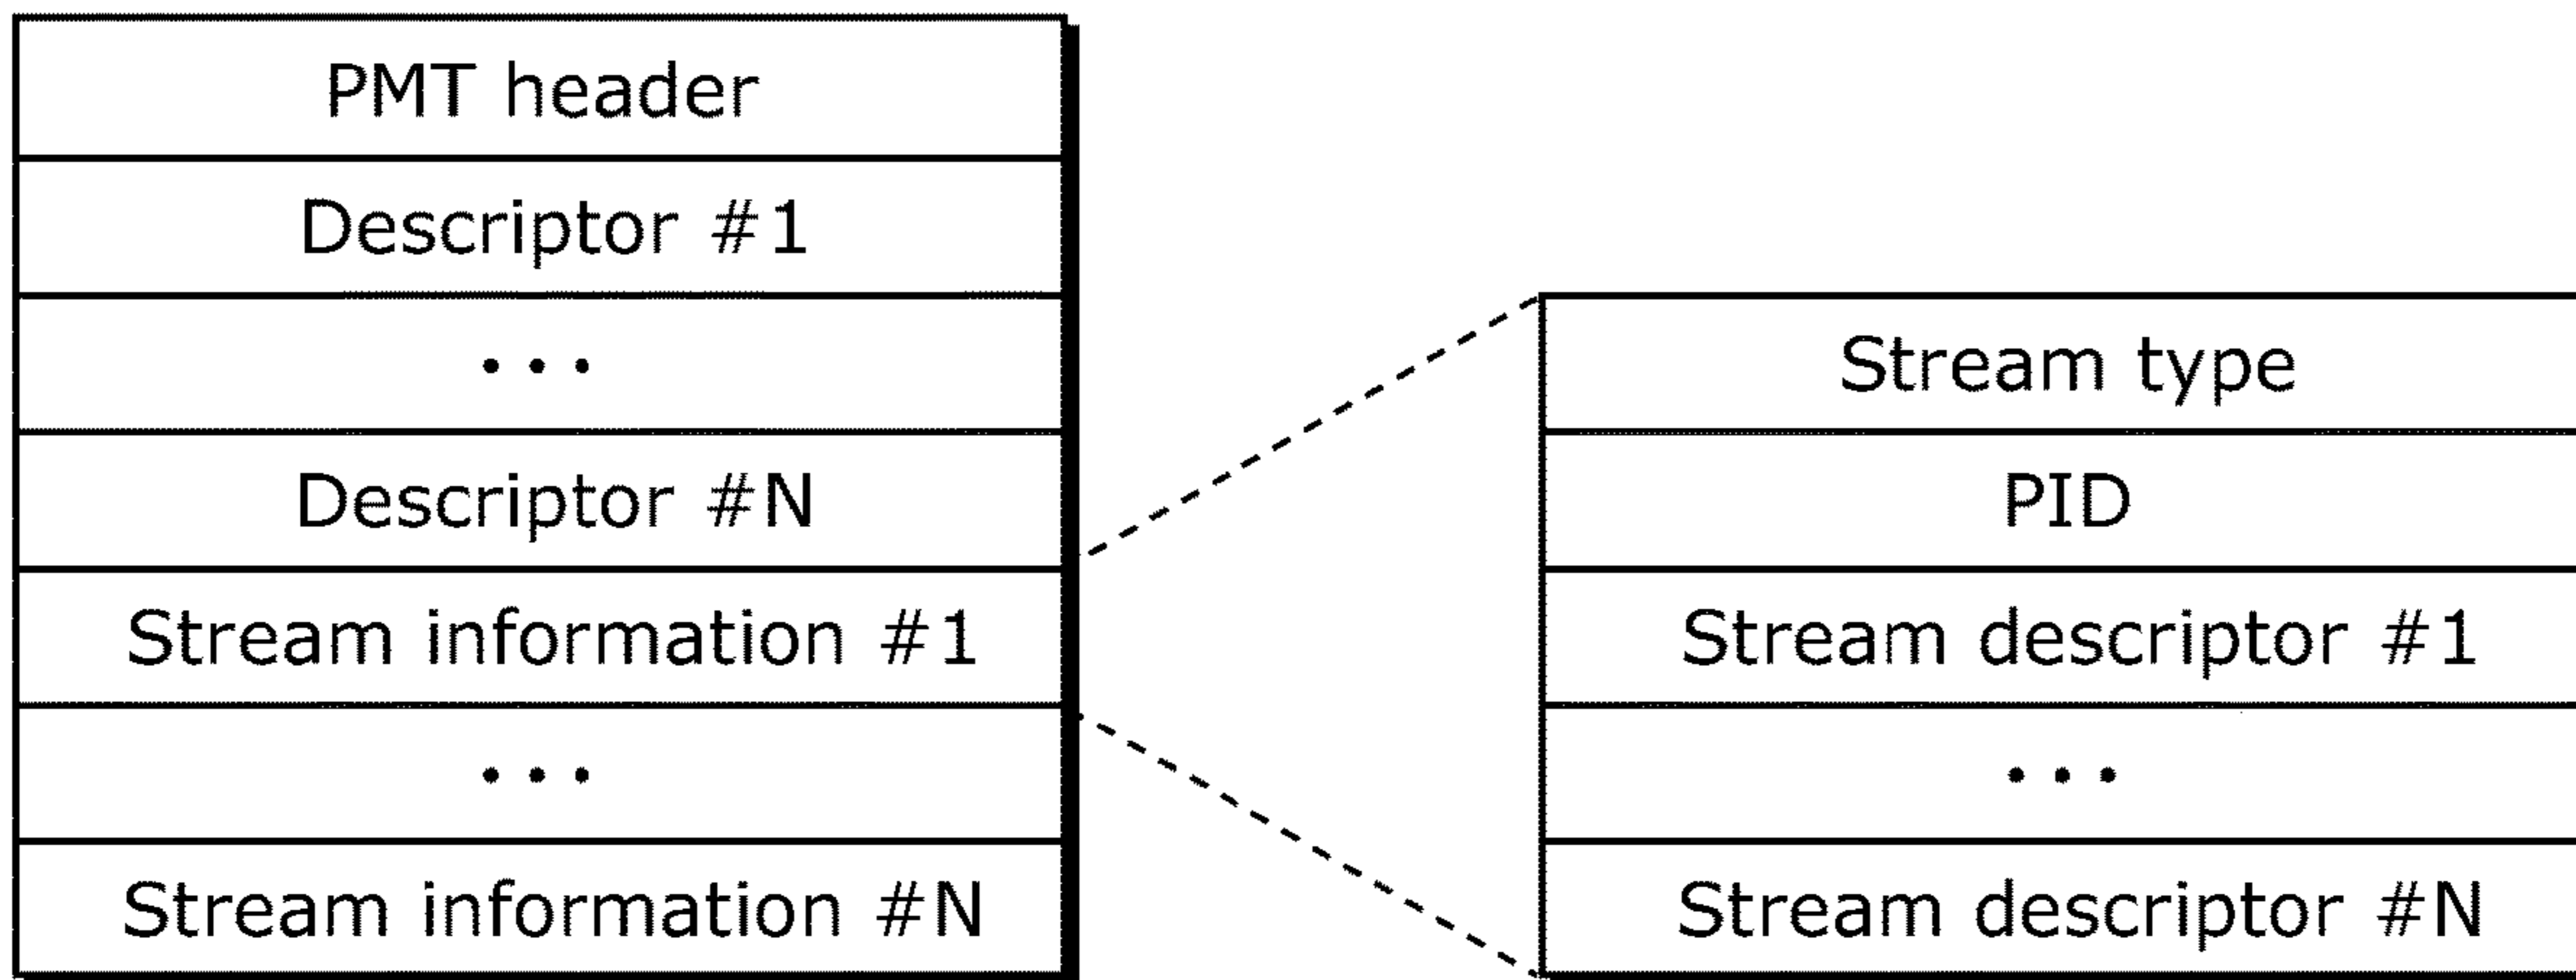 PMT header
Descriptor #1
...
Descriptor #N
Stream information #1
...
Stream information #N
Stream type
PID
Stream descriptor #1
...
Stream descriptor #N